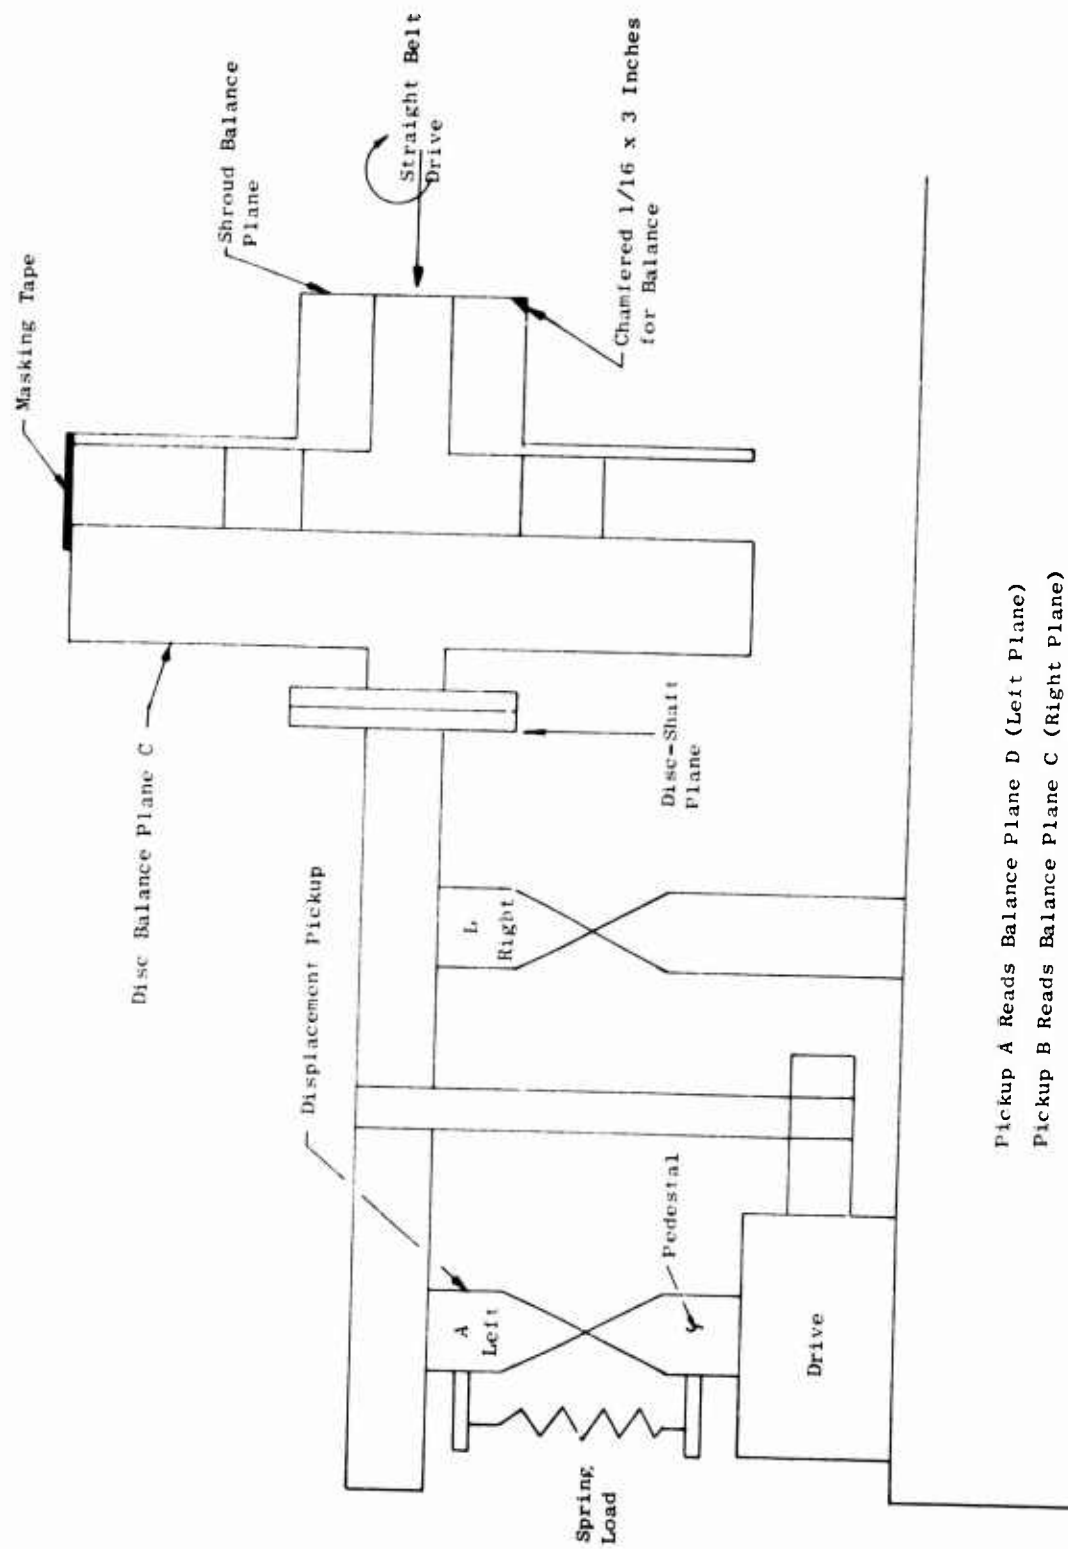 Masking Tape
Shroud Balance
Plane
Straight Belt
Drive
Chamfered 1/16 x 3 Inches
for Balance
Disc Balance Plane C
Disc-Shaft
Plane
Displacement Pickup
L
Right
A
Left
Pedestal
Drive
Spring
Load
Pickup A Reads Balance Plane D (Left Plane)
Pickup B Reads Balance Plane C (Right Plane)